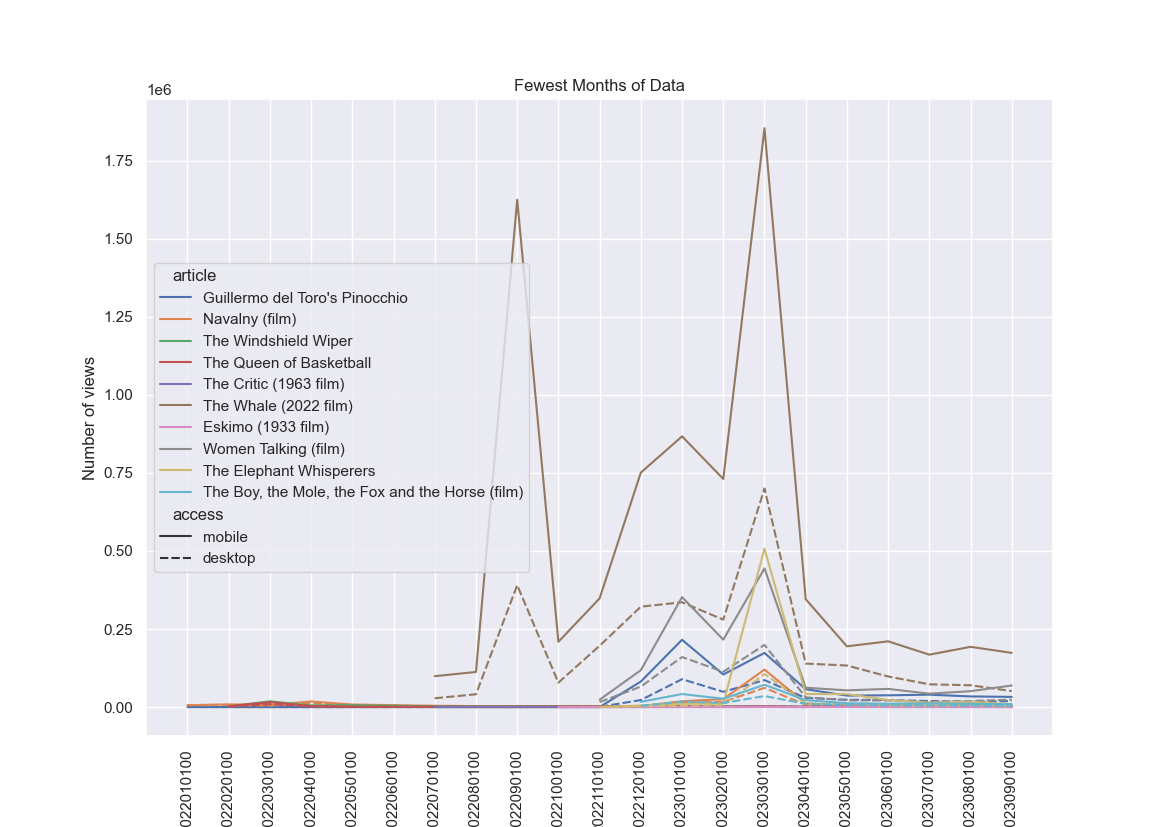 Fewest Months of Data
1e6
1.75
1.50
1.25
1.00
0.75
0.50
0.25
0.00
Number of views
article
Guillermo del Toro's Pinocchio
Navalny (film)
The Windshield Wiper
The Queen of Basketball
The Critic (1963 film)
The Whale (2022 film)
Eskimo (1933 film)
Women Talking (film)
The Elephant Whisperers
The Boy, the Mole, the Fox and the Horse (film)
access
mobile
desktop
022010100
022020100
022030100
022040100
022050100
022060100
022070100
022080100
022090100
022100100
022110100
022120100
023010100
023020100
023030100
023040100
023050100
023060100
023070100
023080100
023090100